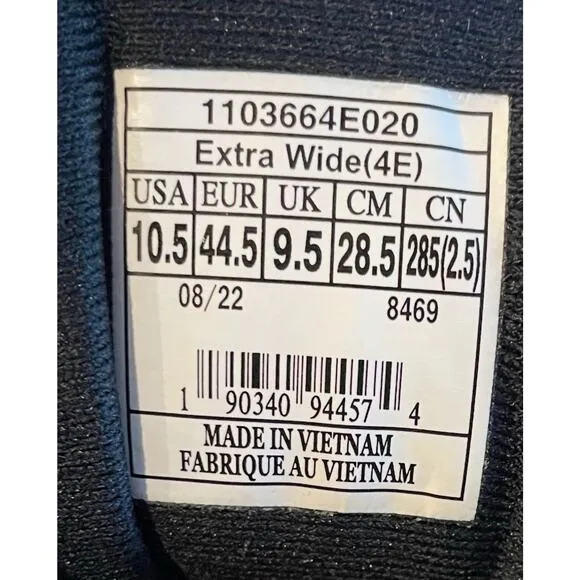 1103664E020
Extra Wide(4E)
USA EUR UK CM CN
10.5 44.5 9.5 28.5 285(2.5)
08/22 8469
1 90340 94457 4
MADE IN VIETNAM
FABRIQUE AU VIETNAM